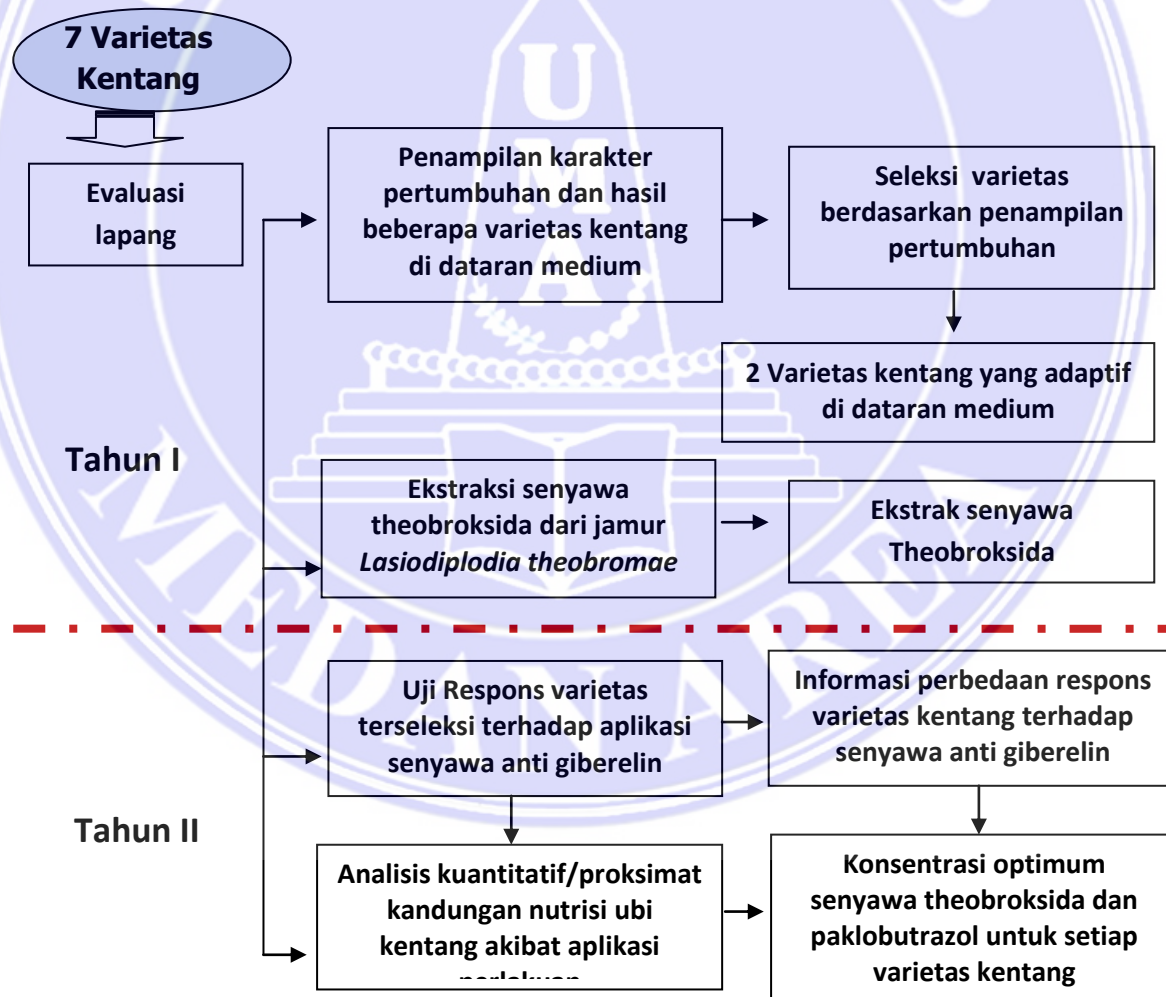 7 Varietas
Kentang
Evaluasi
lapang
Penampilan karakter
pertumbuhan dan hasil
beberapa varietas kentang
di dataran medium
Seleksi varietas
berdasarkan penampilan
pertumbuhan
2 Varietas kentang yang adaptif
di dataran medium
Tahun I
Ekstraksi senyawa
theobroksida dari jamur
Lasiodiplodia theobromae
Ekstrak senyawa
Theobroksida
Uji Respons varietas
terseleksi terhadap aplikasi
senyawa anti giberelin
Informasi perbedaan respons
varietas kentang terhadap
senyawa anti giberelin
Tahun II
Analisis kuantitatif/proksimat
kandungan nutrisi ubi
kentang akibat aplikasi
Konsentrasi optimum
senyawa theobroksida dan
paklobutrazol untuk setiap
varietas kentang
UMA
MEDAN AREA